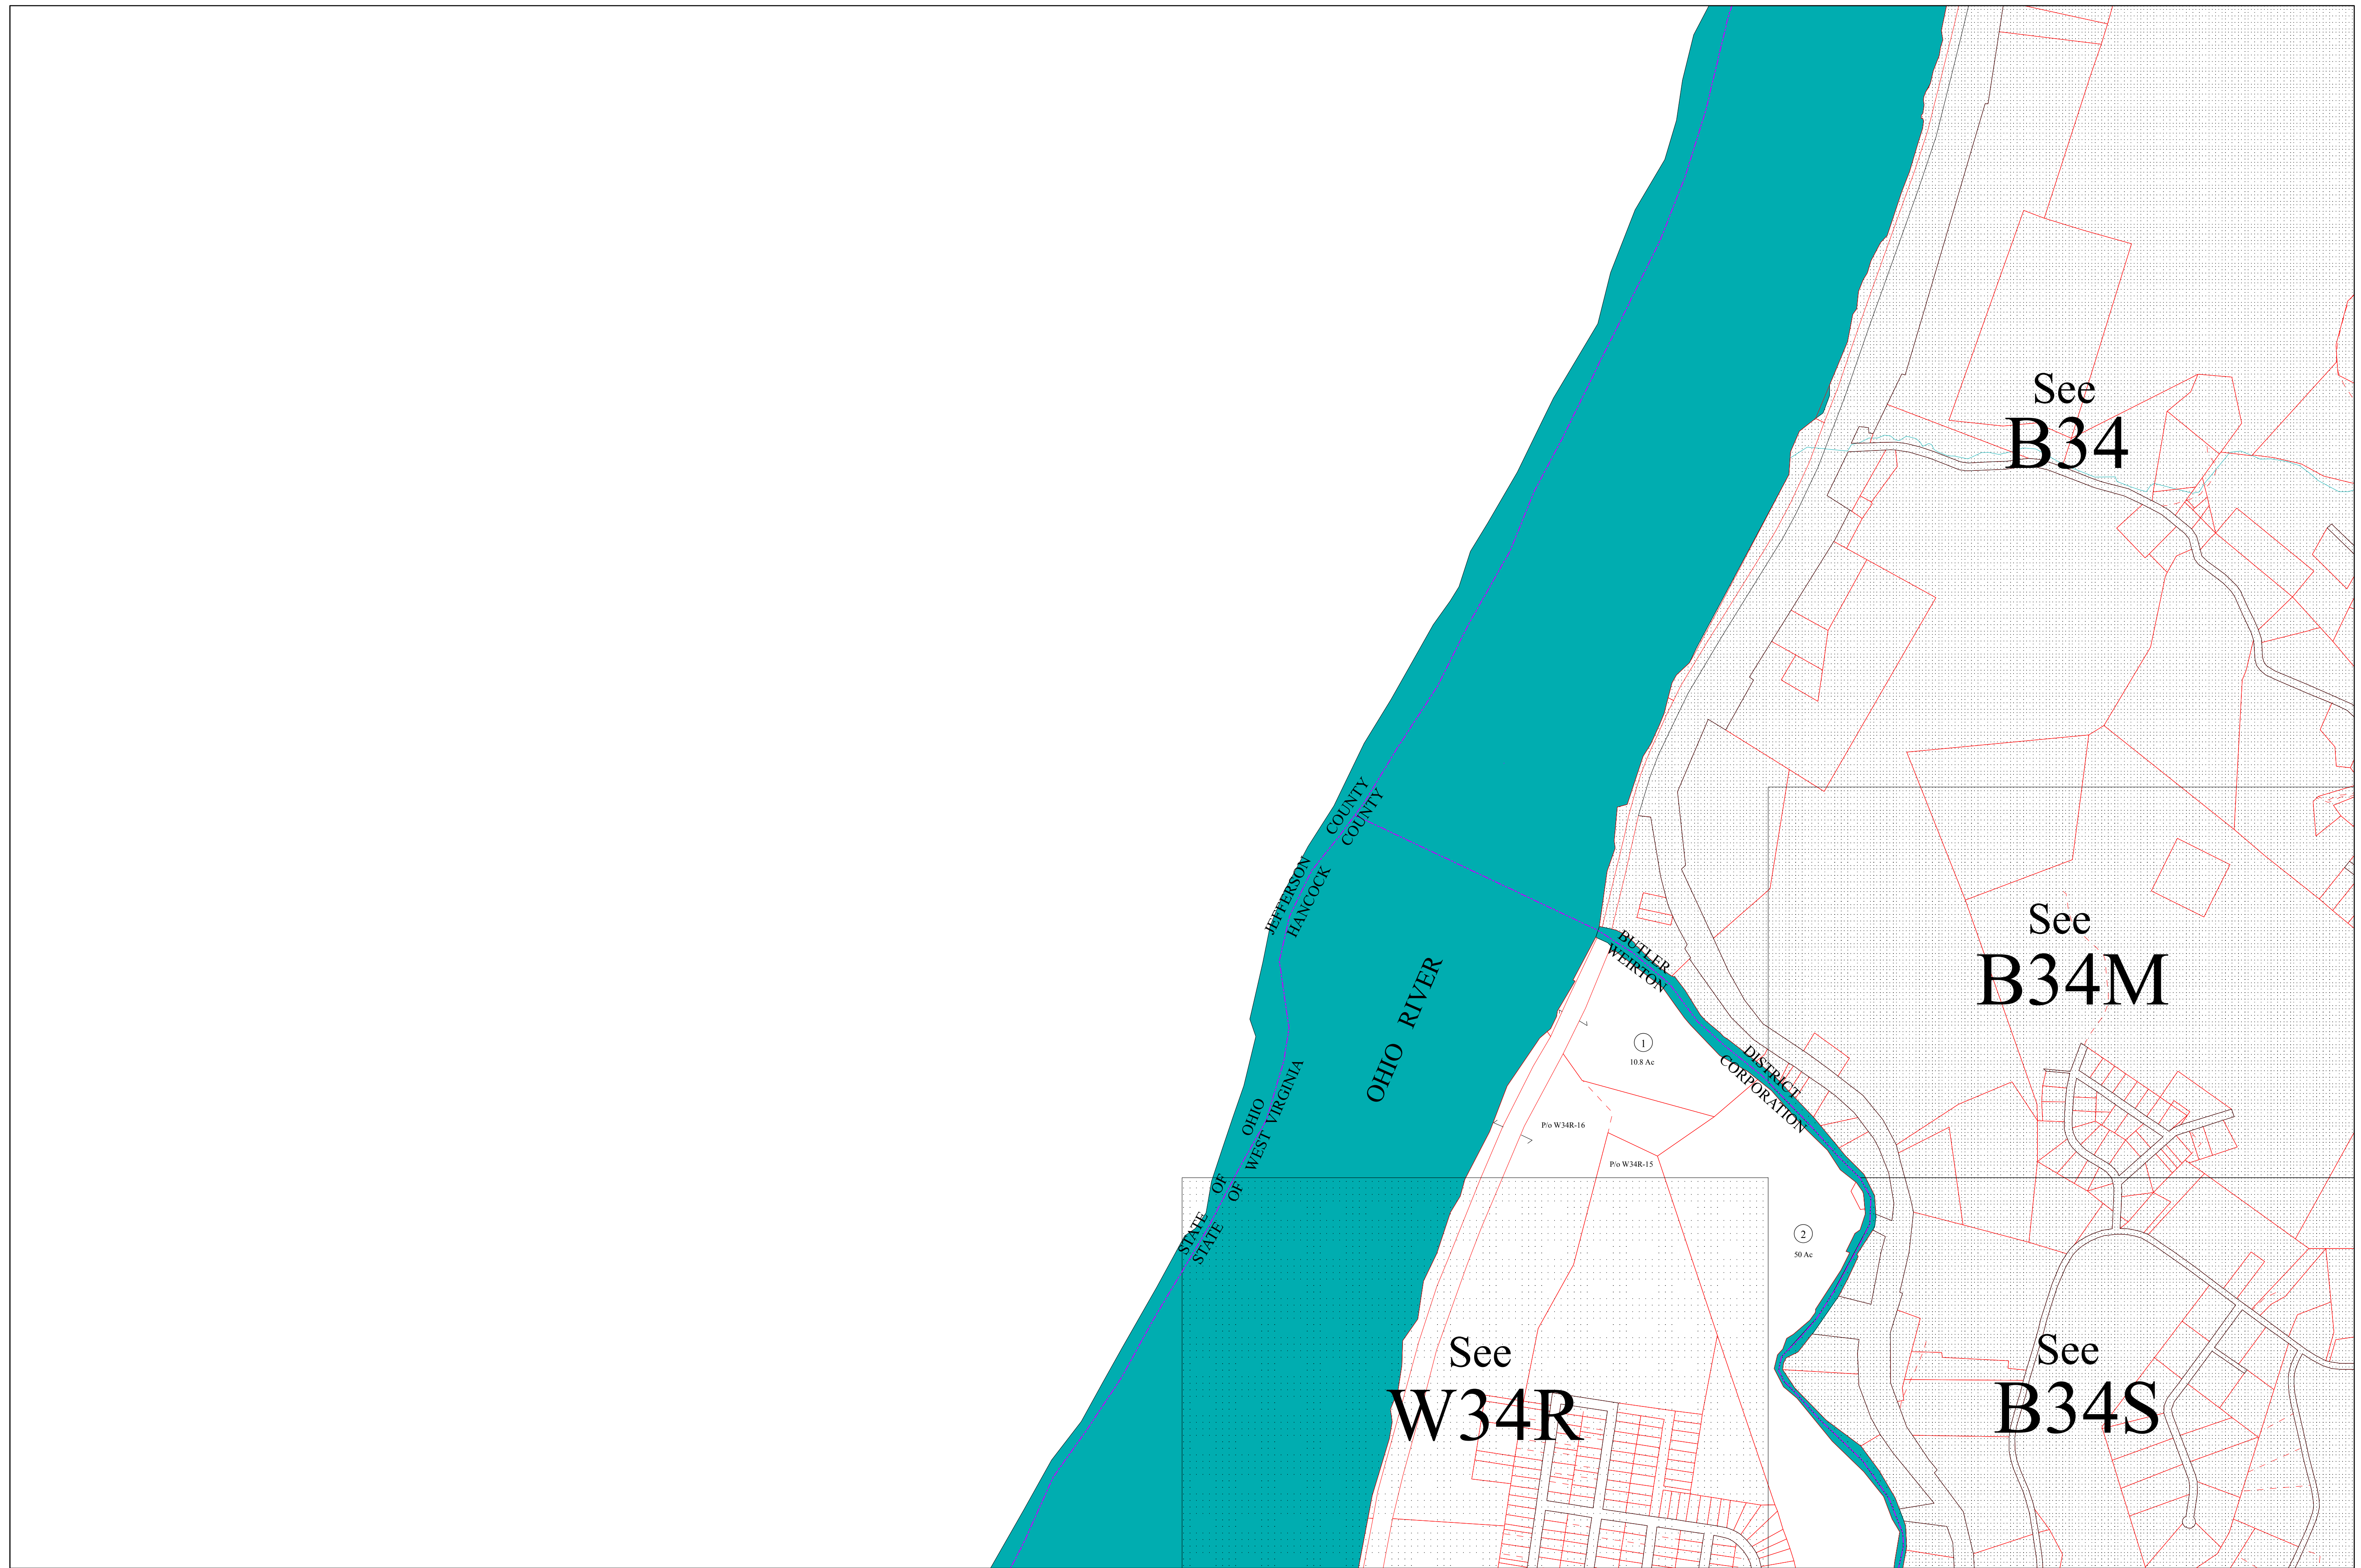 See
B34
JEFFERSON COUNTY
HANCOCK COUNTY
See
B34M
BUTLER DISTRICT
WEIRTON CORPORATION
OHIO RIVER
1
10.8 Ac
P/o W34R-16
P/o W34R-15
STATE OF OHIO
STATE OF WEST VIRGINIA
2
50 Ac
See
W34R
See
B34S